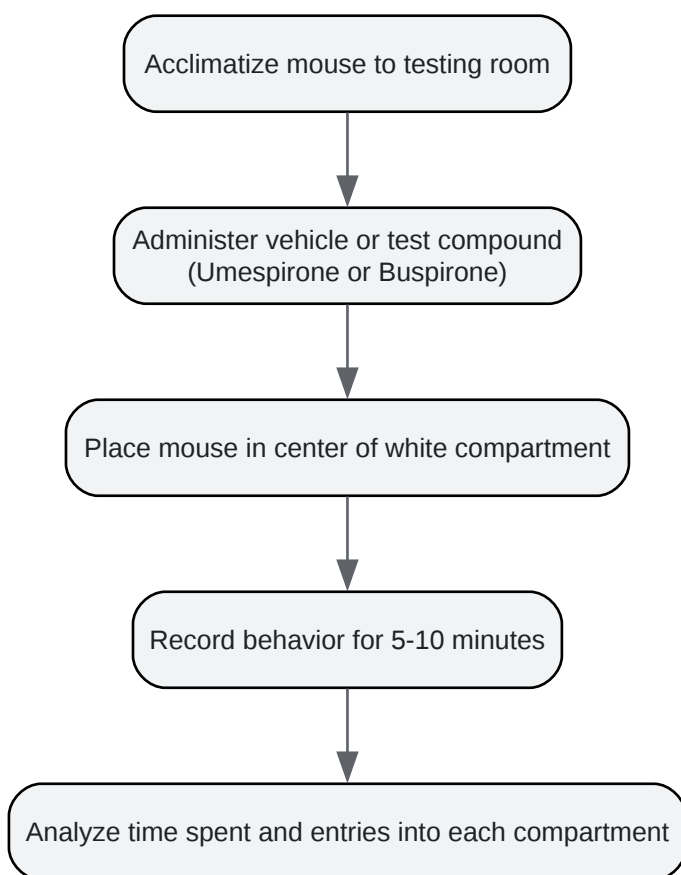 Acclimatize mouse to testing room
Administer vehicle or test compound
(Umespirone or Buspirone)
Place mouse in center of white compartment
Record behavior for 5-10 minutes
Analyze time spent and entries into each compartment